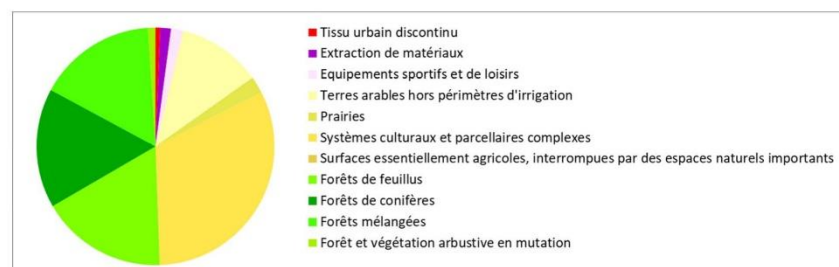 Tissu urbain discontinu
Extraction de matériaux
Equipements sportifs et de loisirs
Terres arables hors périmètres d'irrigation
Prairies
Systèmes culturaux et parcellaires complexes
Surfaces essentiellement agricoles, interrompues par des espaces naturels importants
Forêts de feuillus
Forêts de conifères
Forêts mélangées
Forêt et végétation arbustive en mutation